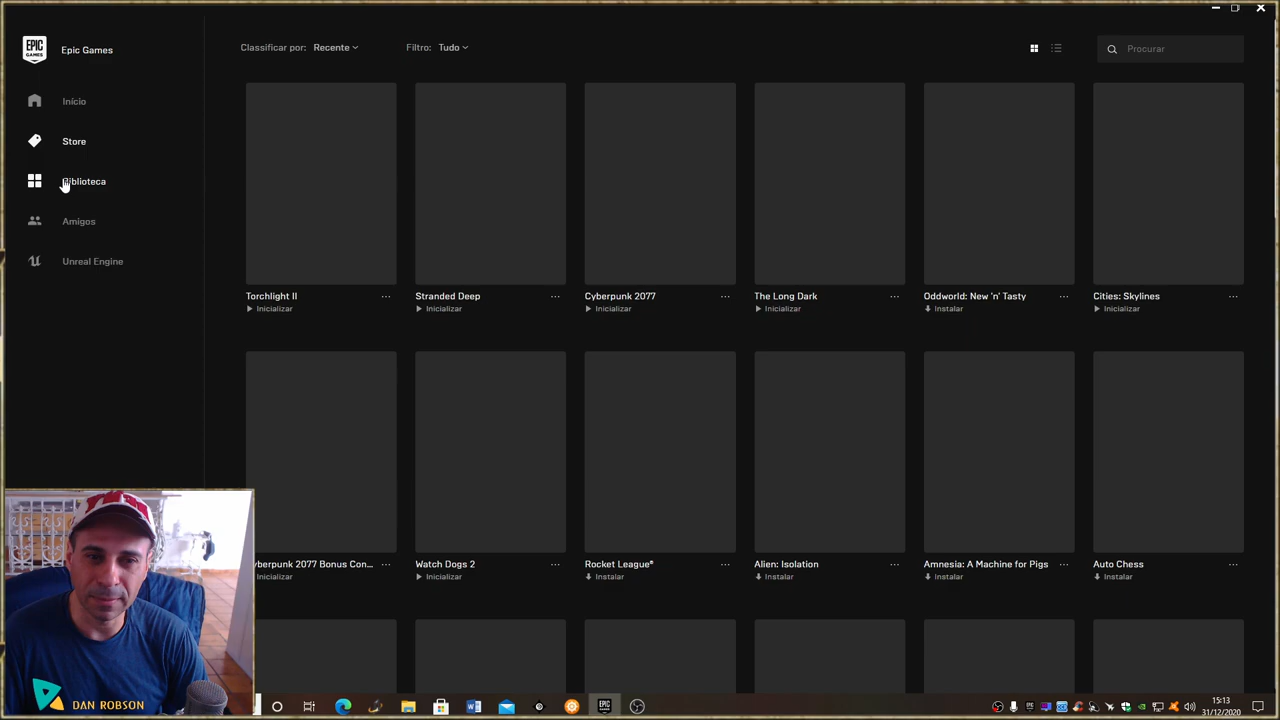 EPIC GAMES
Epic Games
Classificar por: Recente
Filtro: Tudo
Procurar
Início
Store
Biblioteca
Amigos
Unreal Engine
Torchlight II
Inicializar
Stranded Deep
Inicializar
Cyberpunk 2077
Inicializar
The Long Dark
Inicializar
Oddworld: New 'n' Tasty
Instalar
Cities: Skylines
Inicializar
yberpunk 2077 Bonus Con...
Inicializar
Watch Dogs 2
Inicializar
Rocket League®
Instalar
Alien: Isolation
Instalar
Amnesia: A Machine for Pigs
Instalar
Auto Chess
Instalar
DAN ROBSON
15:13
31/12/2020